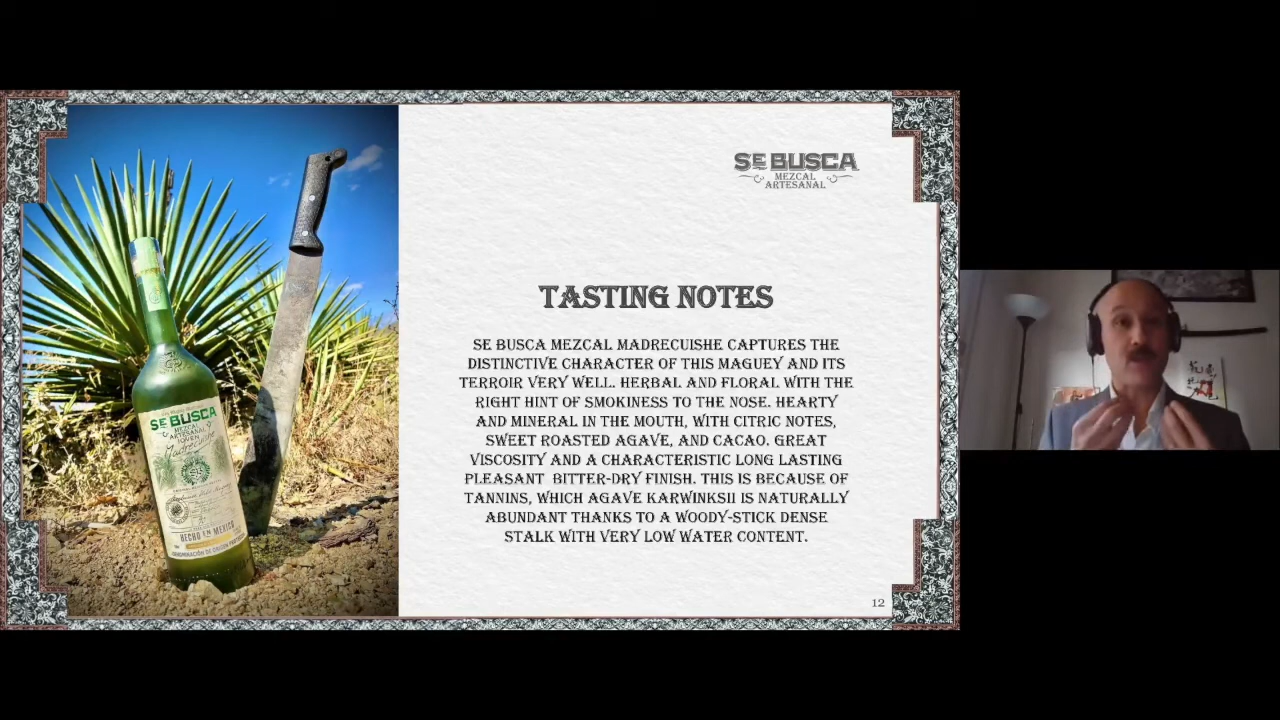 SE BUSCA
MEZCAL
ARTESANAL
TASTING NOTES
SE BUSCA MEZCAL MADRECUISHE CAPTURES THE
DISTINCTIVE CHARACTER OF THIS MAGUEY AND ITS
TERROIR VERY WELL. HERBAL AND FLORAL WITH THE
RIGHT HINT OF SMOKINESS TO THE NOSE. HEARTY
AND MINERAL IN THE MOUTH, WITH CITRIC NOTES,
SWEET ROASTED AGAVE, AND CACAO. GREAT
VISCOSITY AND A CHARACTERISTIC LONG LASTING
PLEASANT BITTER-DRY FINISH. THIS IS BECAUSE OF
TANNINS, WHICH AGAVE KARWINKSII IS NATURALLY
ABUNDANT THANKS TO A WOODY-STICK DENSE
STALK WITH VERY LOW WATER CONTENT.
12
SE BUSCA
MEZCAL
ARTESANAL
JOVEN
Madrecuishe
HECHO EN MEXICO